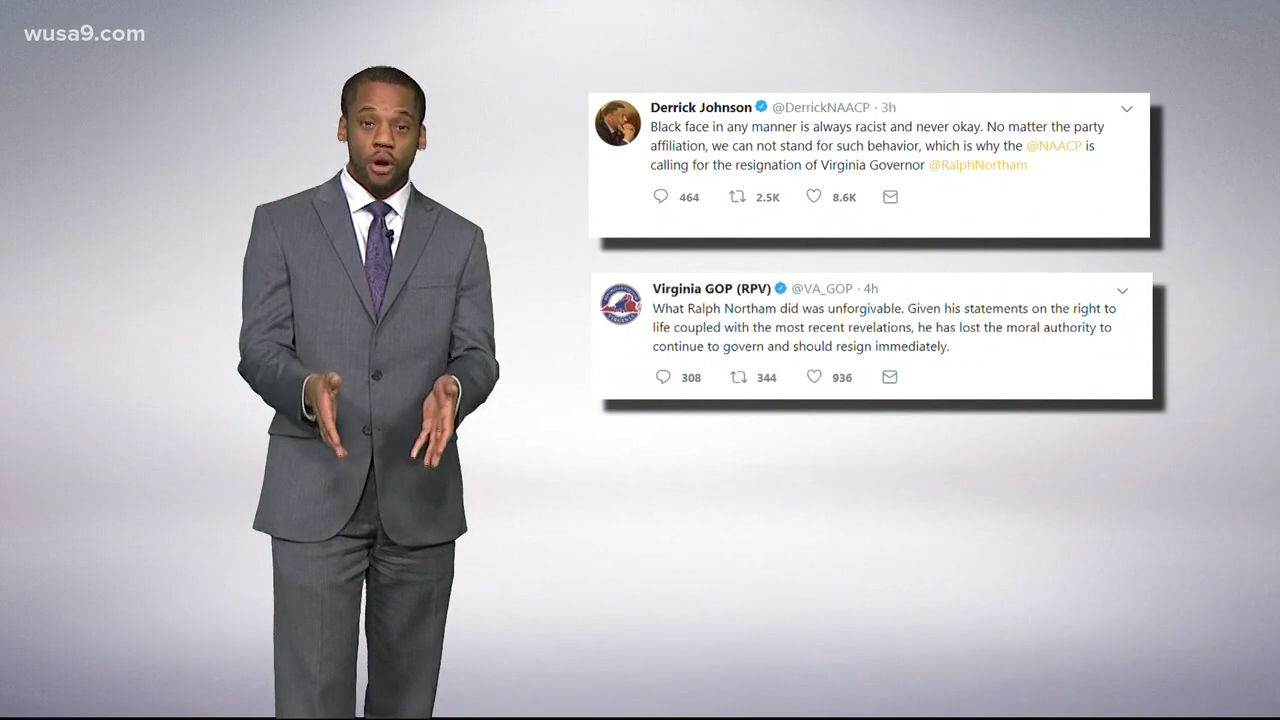 wusa9.com
Derrick Johnson @DerrickNAACP · 3h
Black face in any manner is always racist and never okay. No matter the party
affiliation, we can not stand for such behavior, which is why the @NAACP is
calling for the resignation of Virginia Governor @RalphNortham
464 2.5K 8.6K
Virginia GOP (RPV) @VA_GOP · 4h
What Ralph Northam did was unforgivable. Given his statements on the right to
life coupled with the most recent revelations, he has lost the moral authority to
continue to govern and should resign immediately.
308 344 936